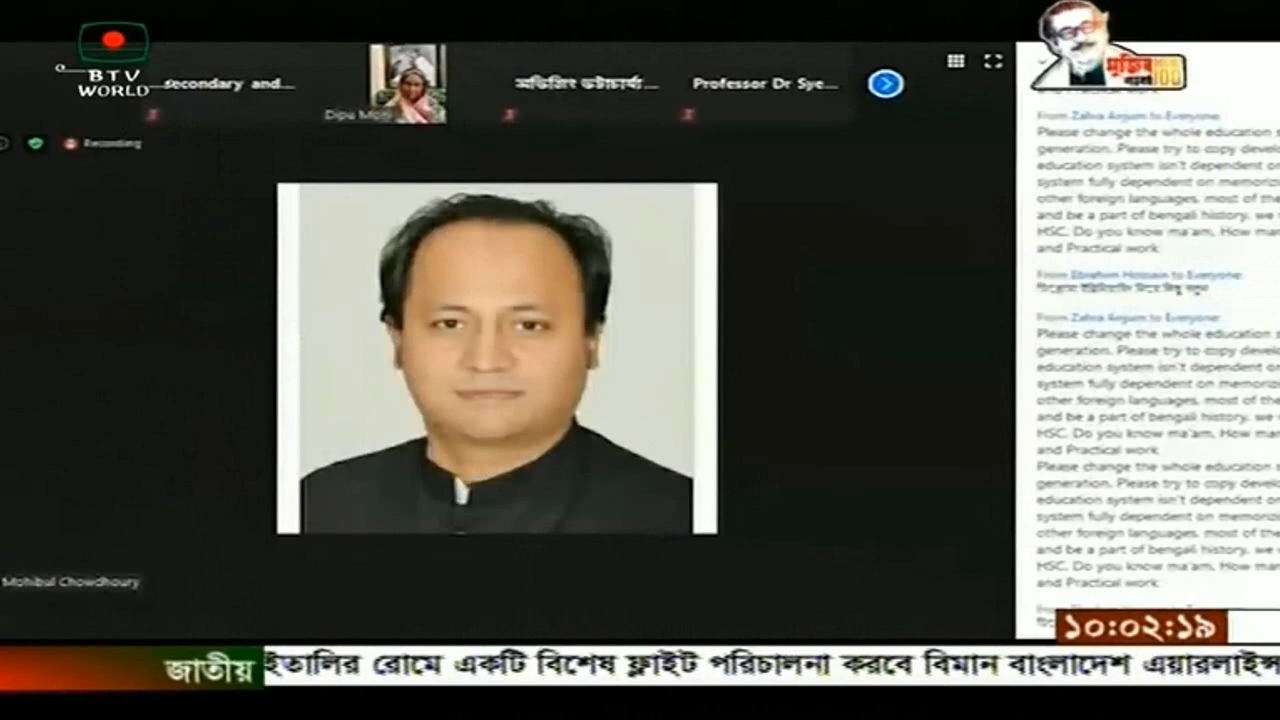 BTV
WORLD
secondary and...
Dipu Moni
অভিজিৎ ভট্টাচার্য্য...
Professor Dr Sye...
Recording
মুজিব
100
From Zahra Anjum to Everyone:
Please change the whole education
generation. Please try to copy develo
education system isn't dependent on
system fully dependent on memoriz
other foreign languages, most of the
and be a part of bengali history. we
HSC. Do you know ma'am, How man
and Practical work
From Ebrahim Hossain to Everyone:
From Zahra Anjum to Everyone:
Please change the whole education s
generation. Please try to copy develo
education system isn't dependent on
system fully dependent on memoriz
other foreign languages, most of the
and be a part of bengali history. we
HSC. Do you know ma'am, How man
and Practical work
Please change the whole education s
generation. Please try to copy develo
education system isn't dependent on
system fully dependent on memoriz
other foreign languages, most of the
and be a part of bengali history. we
HSC. Do you know ma'am, How man
and Practical work
Mohibul Chowdhoury
১০:০২:১৯
জাতীয় ইতালির রোমে একটি বিশেষ ফ্লাইট পরিচালনা করবে বিমান বাংলাদেশ এয়ারলাইন্স